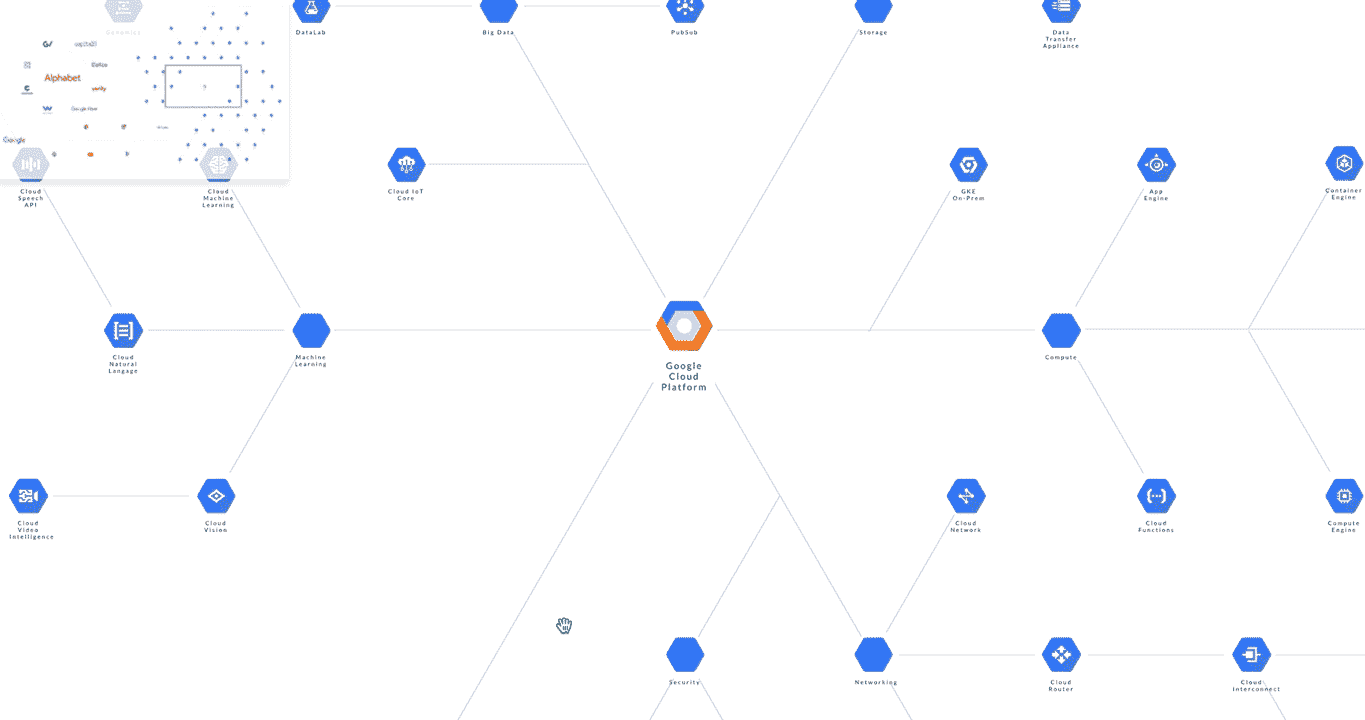 Genomics
DataLab
Big Data
PubSub
Storage
Data
Transfer
Appliance
Alphabet
Google
Cloud
Speech
API
Cloud
Machine
Learning
Cloud IoT
Core
GKE
On-Prem
App
Engine
Container
Engine
Cloud
Natural
Langage
Machine
Learning
Google
Cloud
Platform
Compute
Cloud
Video
Intelligence
Cloud
Vision
Cloud
Network
Cloud
Functions
Compute
Engine
Security
Networking
Cloud
Router
Cloud
Interconnect